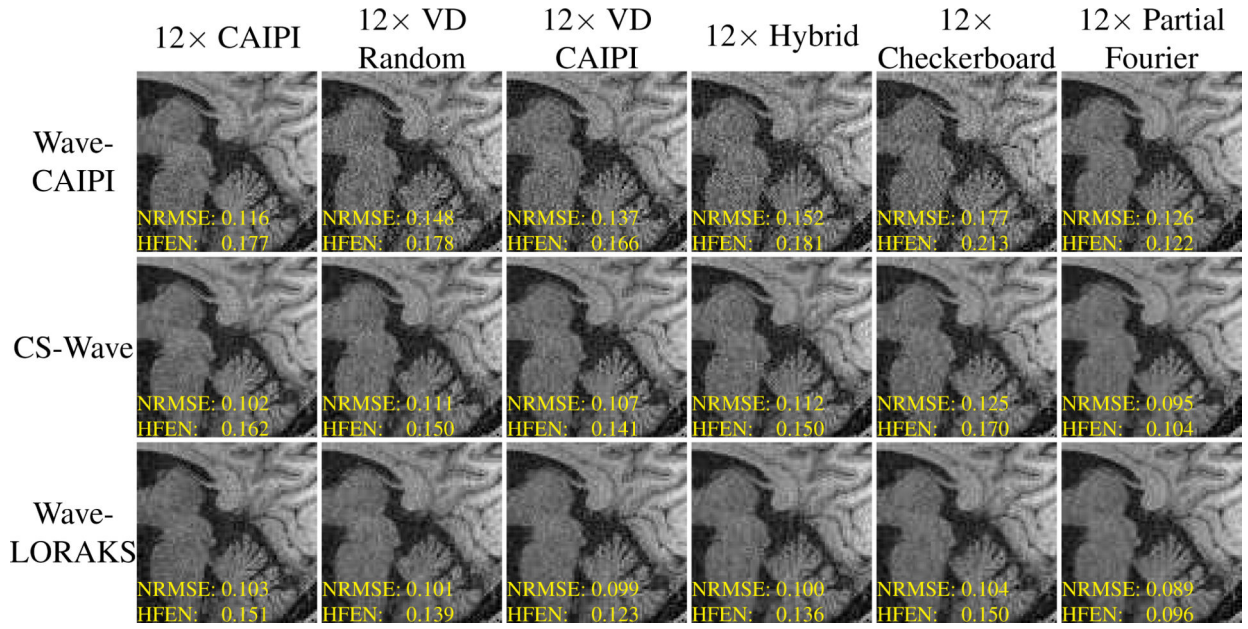 12× CAIPI
12× VD
Random
12× VD
CAIPI
12× Hybrid
12×
Checkerboard
12× Partial
Fourier
Wave-
CAIPI
NRMSE: 0.116
HFEN: 0.177
NRMSE: 0.148
HFEN: 0.178
NRMSE: 0.137
HFEN: 0.166
NRMSE: 0.152
HFEN: 0.181
NRMSE: 0.177
HFEN: 0.213
NRMSE: 0.126
HFEN: 0.122
CS-Wave
NRMSE: 0.102
HFEN: 0.162
NRMSE: 0.111
HFEN: 0.150
NRMSE: 0.107
HFEN: 0.141
NRMSE: 0.112
HFEN: 0.150
NRMSE: 0.125
HFEN: 0.170
NRMSE: 0.095
HFEN: 0.104
Wave-
LORAKS
NRMSE: 0.103
HFEN: 0.151
NRMSE: 0.101
HFEN: 0.139
NRMSE: 0.099
HFEN: 0.123
NRMSE: 0.100
HFEN: 0.136
NRMSE: 0.104
HFEN: 0.150
NRMSE: 0.089
HFEN: 0.096